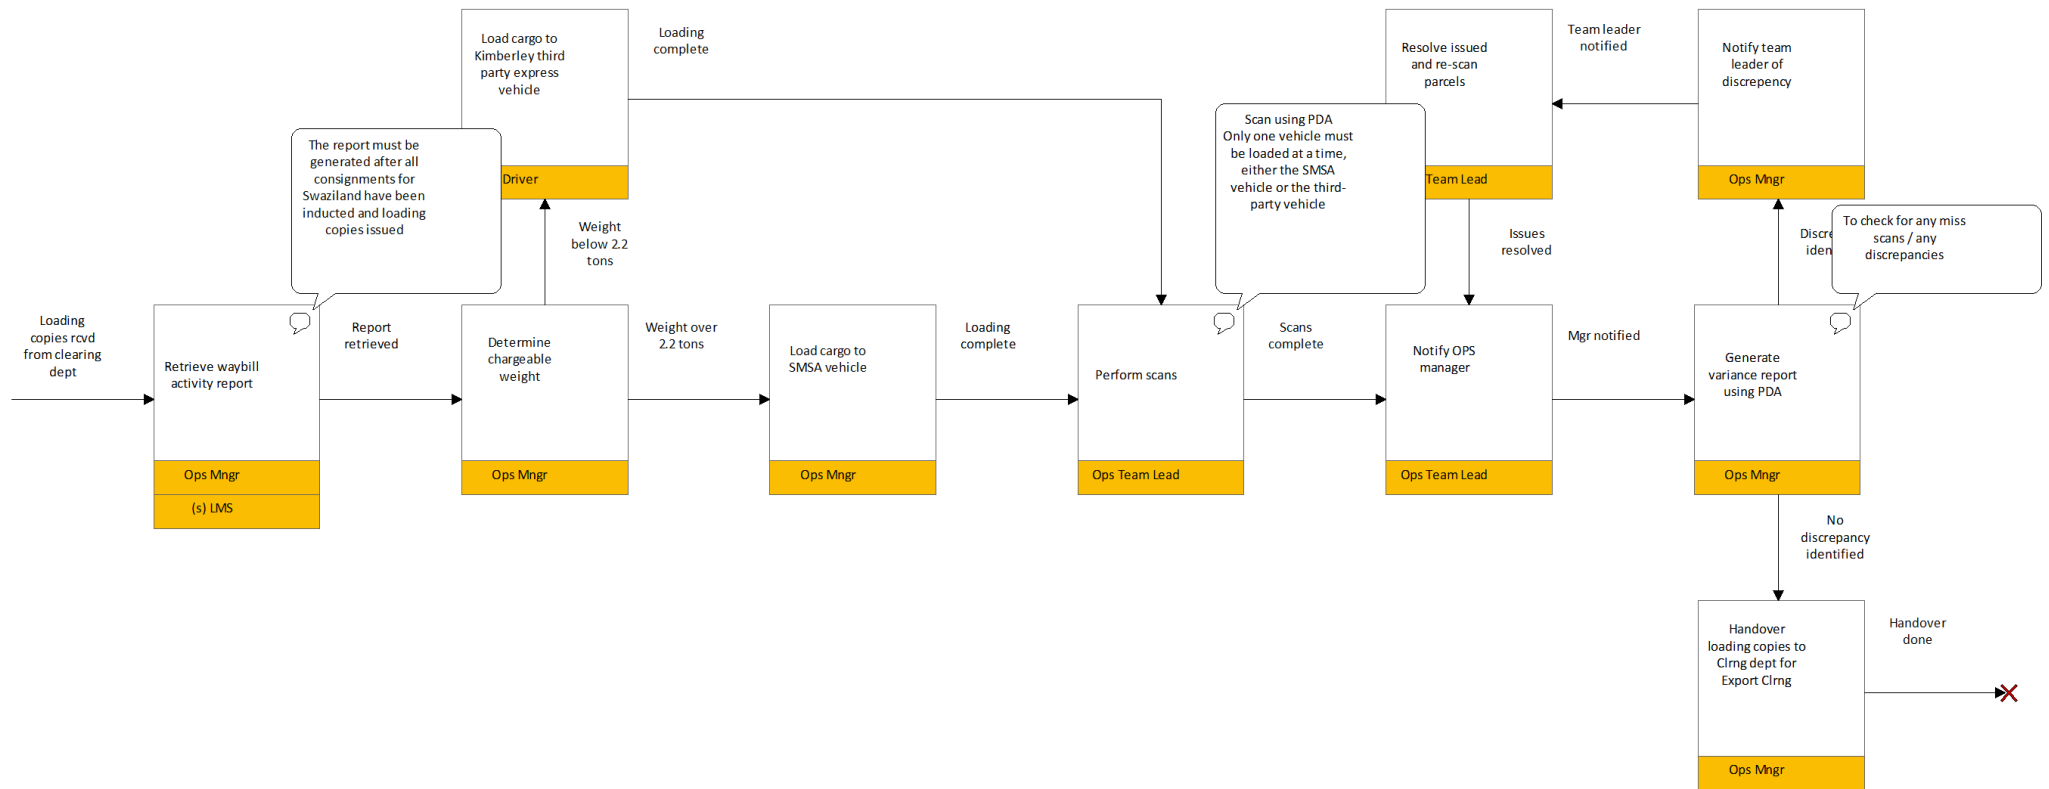 Load cargo to
Kimberley third
party express
vehicle
Driver
Loading
complete
Resolve issued
and re-scan
parcels
Team Lead
Team leader
notified
Notify team
leader of
discrepency
Ops Mngr
The report must be
generated after all
consignments for
Swaziland have been
inducted and loading
copies issued
Scan using PDA
Only one vehicle must
be loaded at a time,
either the SMSA
vehicle or the third-
party vehicle
Weight
below 2.2
tons
Issues
resolved
To check for any miss
scans / any
discrepancies
Loading
copies rcvd
from clearing
dept
Retrieve waybill
activity report
Ops Mngr
(s) LMS
Report
retrieved
Determine
chargeable
weight
Ops Mngr
Weight over
2.2 tons
Load cargo to
SMSA vehicle
Ops Mngr
Loading
complete
Perform scans
Ops Team Lead
Scans
complete
Notify OPS
manager
Ops Team Lead
Mgr notified
Generate
variance report
using PDA
Ops Mngr
No
discrepancy
identified
Handover
loading copies to
Clrng dept for
Export Clrng
Ops Mngr
Handover
done